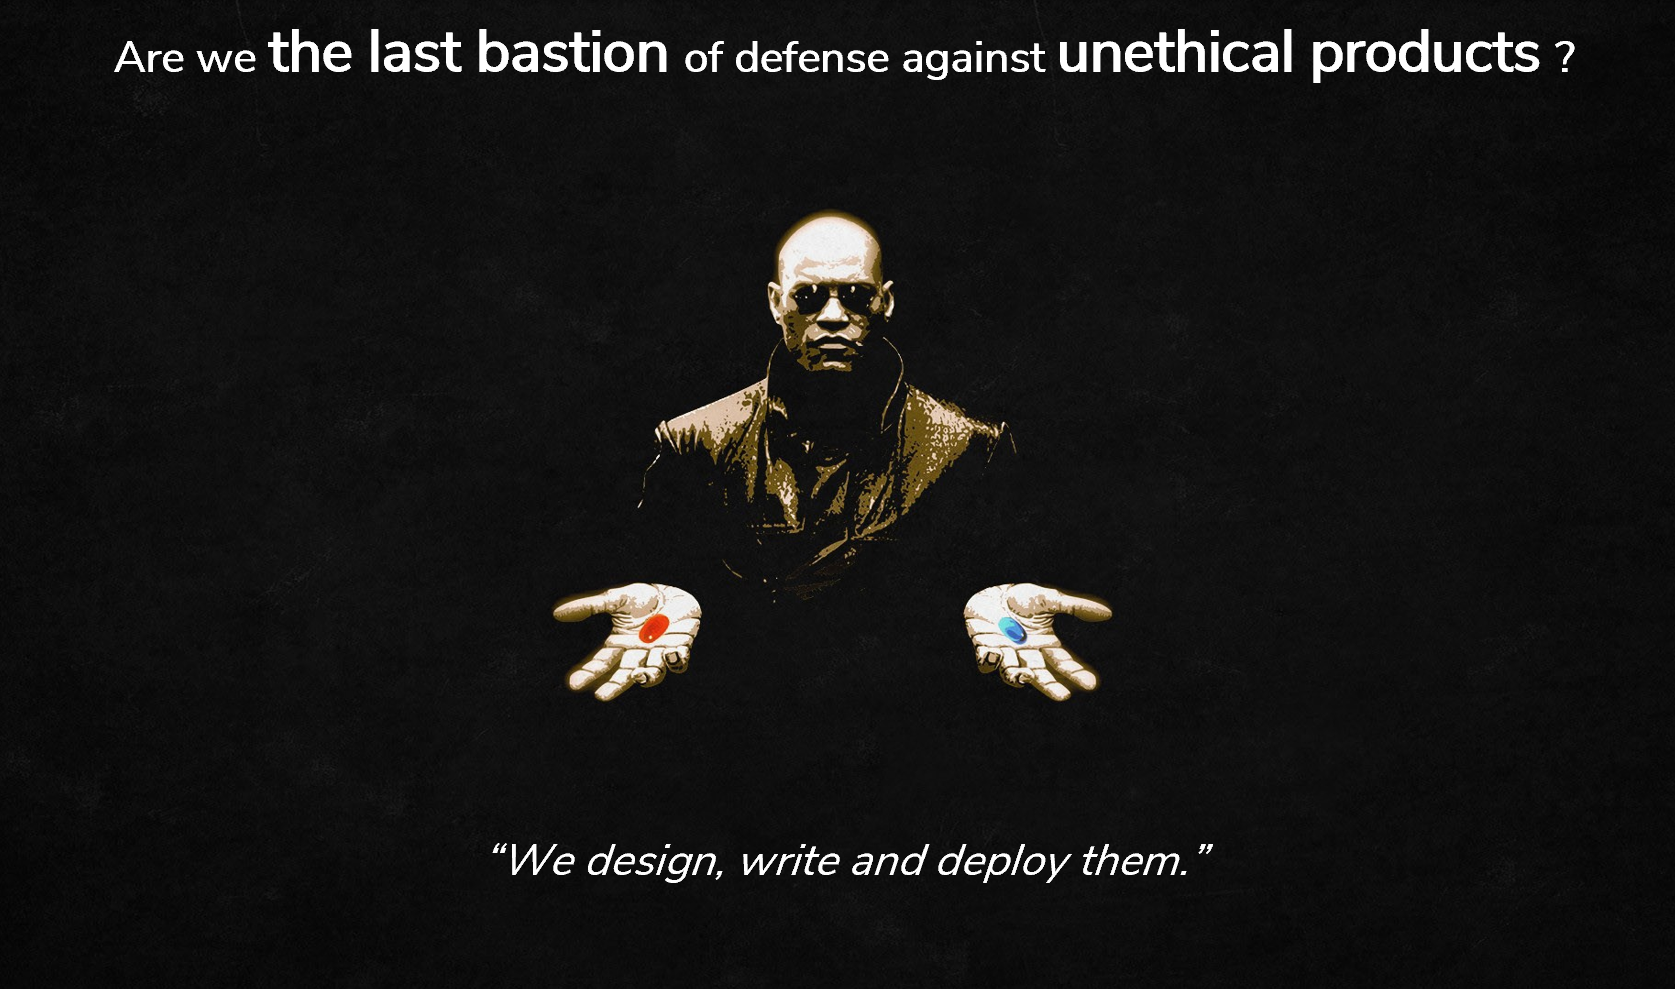 Are we the last bastion of defense against unethical products ?
“We design, write and deploy them.”